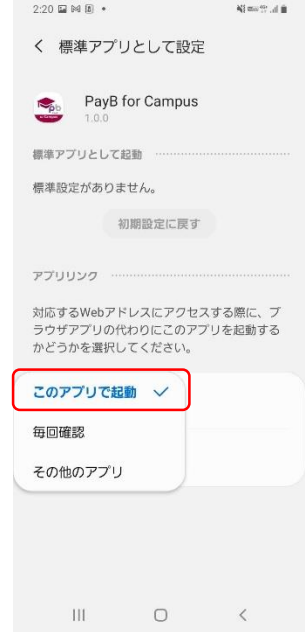 2:20
標準アプリとして設定
pb
PayB for Campus
1.0.0
標準アプリとして起動
標準設定がありません。
初期設定に戻す
アプリリンク
対応するWebアドレスにアクセスする際に、ブ
ラウザアプリの代わりにこのアプリを起動する
かどうかを選択してください。
このアプリで起動
毎回確認
その他のアプリ